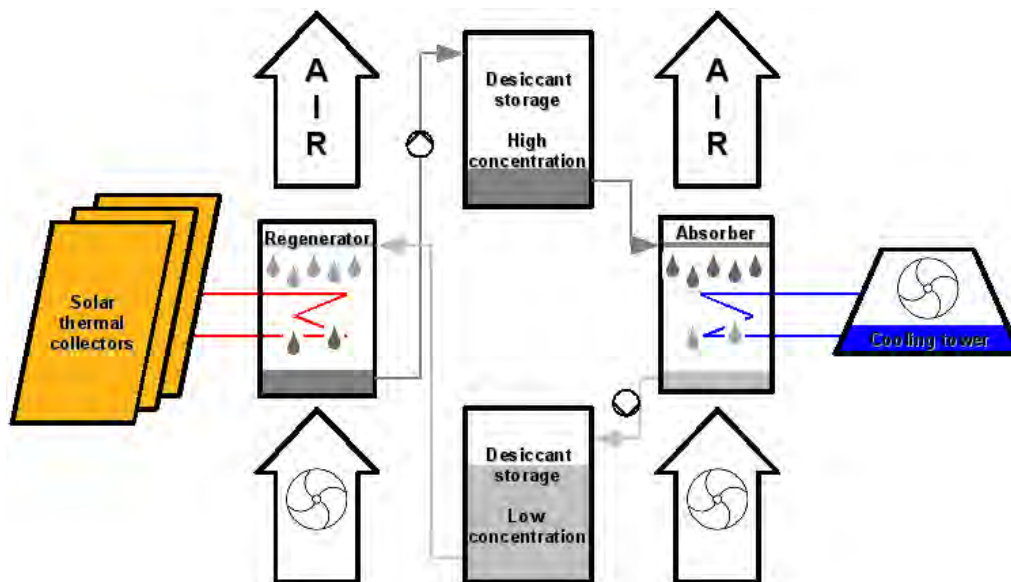 A
I
R
Desiccant
storage
High
concentration
A
I
R
Regenerator
Absorber
Solar
thermal
collectors
Cooling tower
Desiccant
storage
Low
concentration